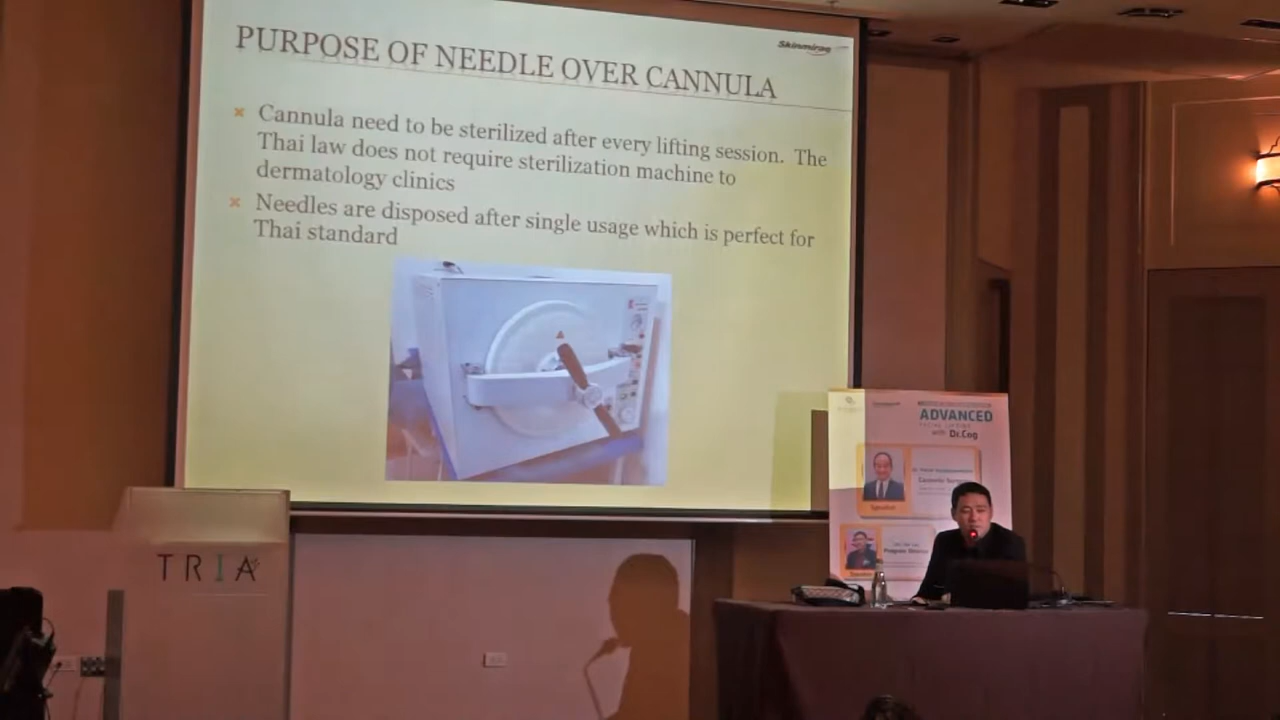 PURPOSE OF NEEDLE OVER CANNULA
Skinmirae
Cannula need to be sterilized after every lifting session. The
Thai law does not require sterilization machine to
dermatology clinics
Needles are disposed after single usage which is perfect for
Thai standard
TRIA
ADVANCED
with Dr.Cog